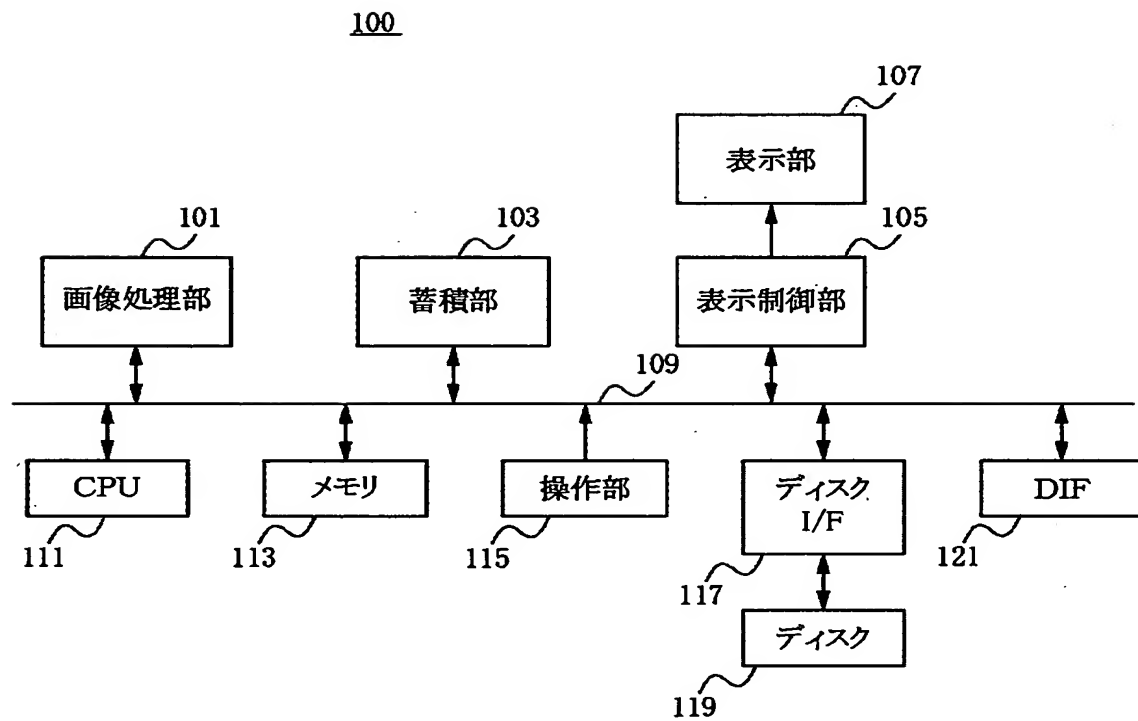 100
107
表示部
101
103
105
画像処理部
蓄積部
表示制御部
109
CPU
メモリ
操作部
ディスク
I/F
DIF
111
113
115
117
121
ディスク
119